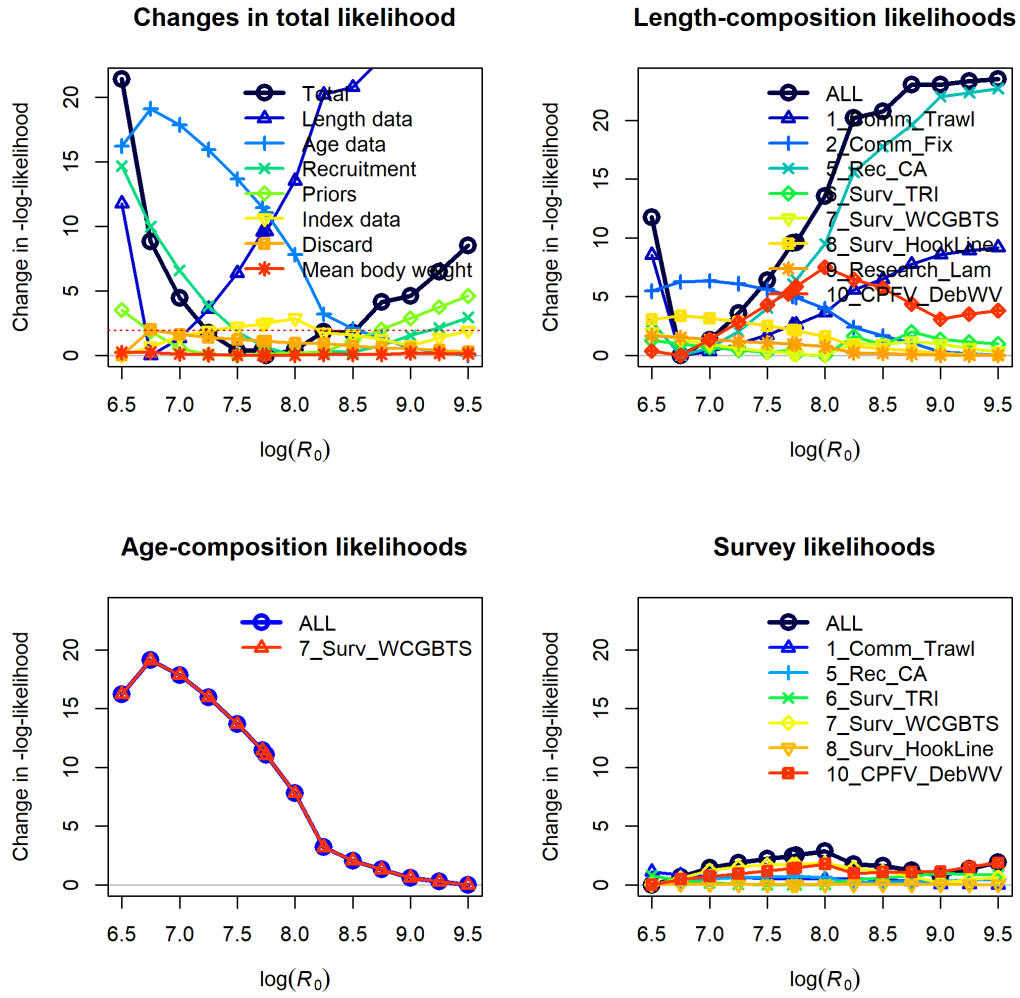 Changes in total likelihood
Change in -log-likelihood
20
15
10
5
0
Total
Length data
Age data
Recruitment
Priors
Index data
Discard
Mean body weight
6.5 7.0 7.5 8.0 8.5 9.0 9.5
log(R0)
Length-composition likelihoods
Change in -log-likelihood
20
15
10
5
0
ALL
1_Comm_Trawl
2_Comm_Fix
5_Rec_CA
6_Surv_TRI
7_Surv_WCGBTS
8_Surv_HookLine
9_Research_Lam
10_CPFV_DebWV
6.5 7.0 7.5 8.0 8.5 9.0 9.5
log(R0)
Age-composition likelihoods
Change in -log-likelihood
20
15
10
5
0
ALL
7_Surv_WCGBTS
6.5 7.0 7.5 8.0 8.5 9.0 9.5
log(R0)
Survey likelihoods
Change in -log-likelihood
20
15
10
5
0
ALL
1_Comm_Trawl
5_Rec_CA
6_Surv_TRI
7_Surv_WCGBTS
8_Surv_HookLine
10_CPFV_DebWV
6.5 7.0 7.5 8.0 8.5 9.0 9.5
log(R0)